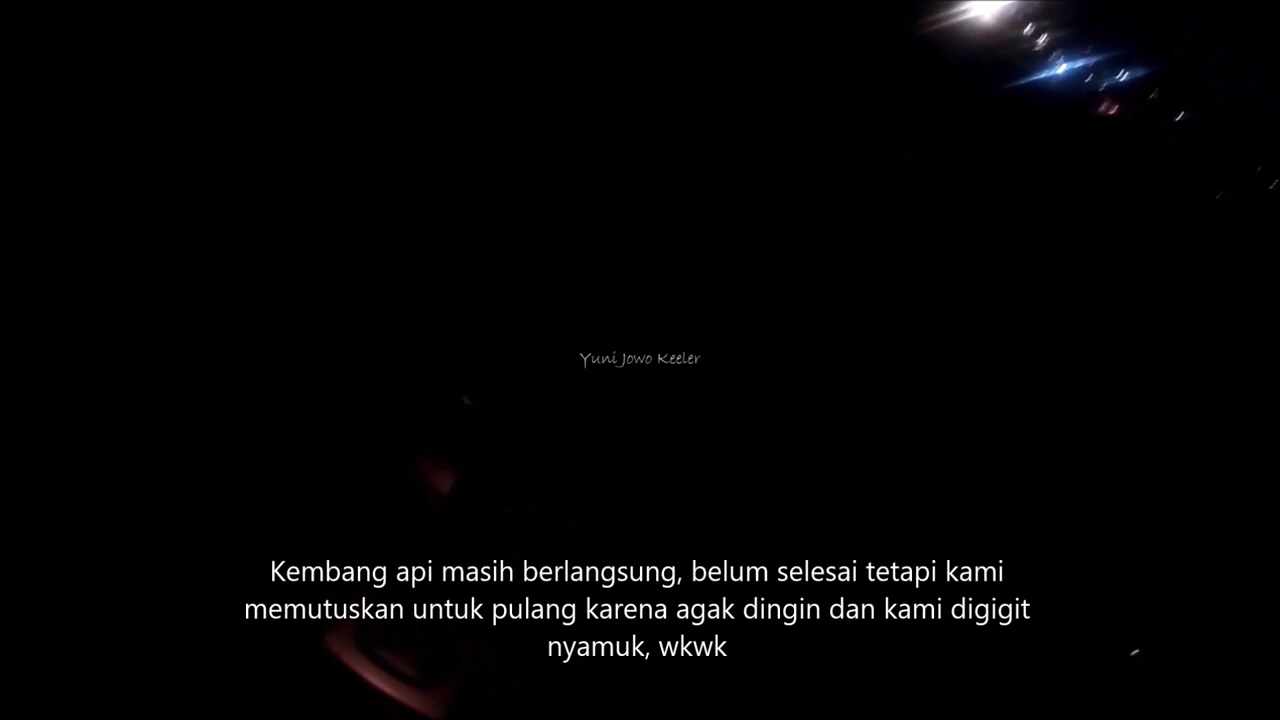 Yuni Jowo Keeler
Kembang api masih berlangsung, belum selesai tetapi kami
memutuskan untuk pulang karena agak dingin dan kami digigit
nyamuk, wkwk